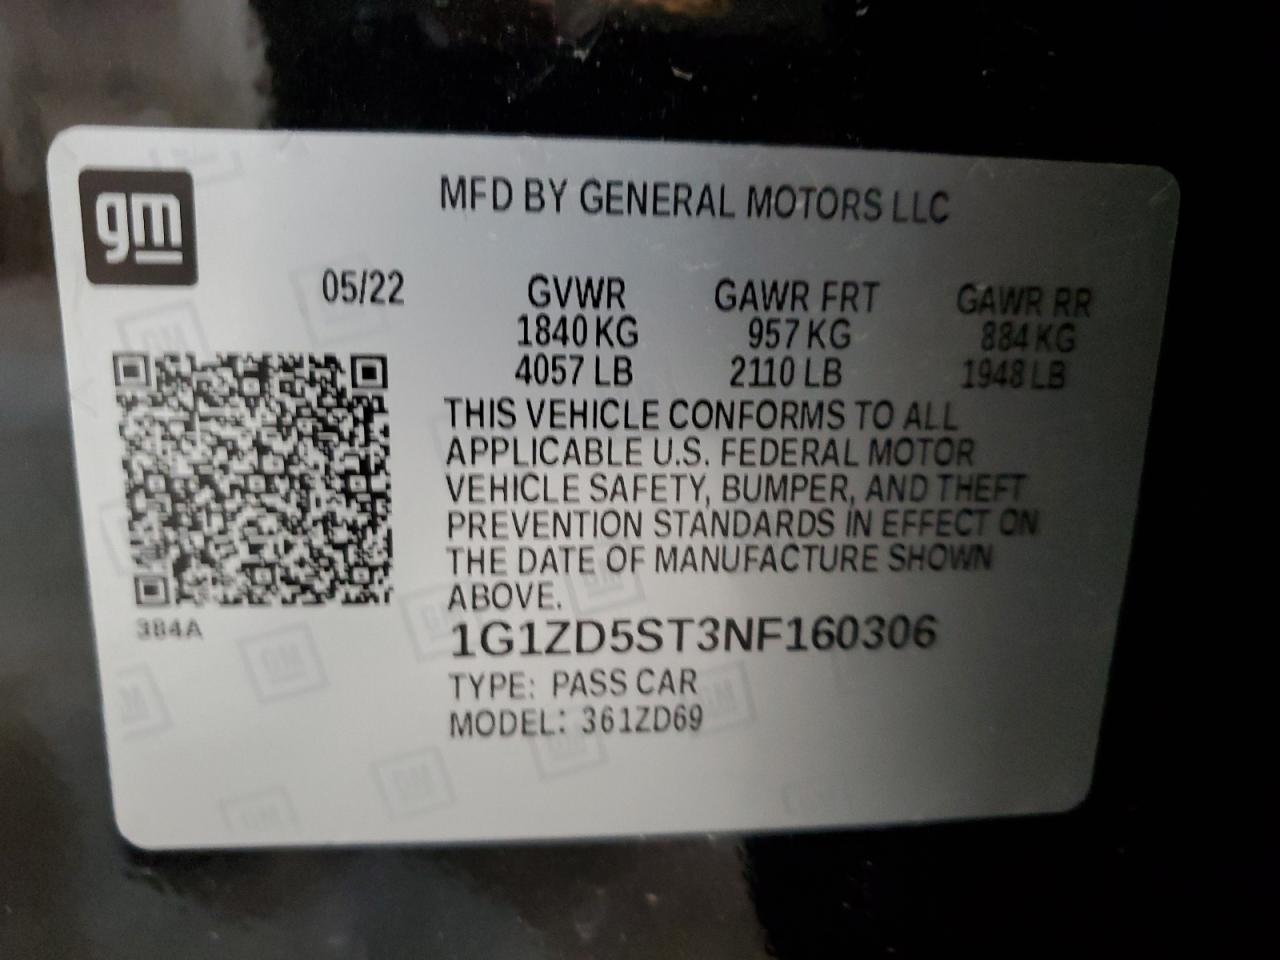 gm
MFD BY GENERAL MOTORS LLC
05/22 GVWR GAWR FRT GAWR RR
1840 KG 957 KG 884 KG
4057 LB 2110 LB 1948 LB
THIS VEHICLE CONFORMS TO ALL
APPLICABLE U.S. FEDERAL MOTOR
VEHICLE SAFETY, BUMPER, AND THEFT
PREVENTION STANDARDS IN EFFECT ON
THE DATE OF MANUFACTURE SHOWN
ABOVE.
384A
1G1ZD5ST3NF160306
TYPE: PASS CAR
MODEL: 361ZD69